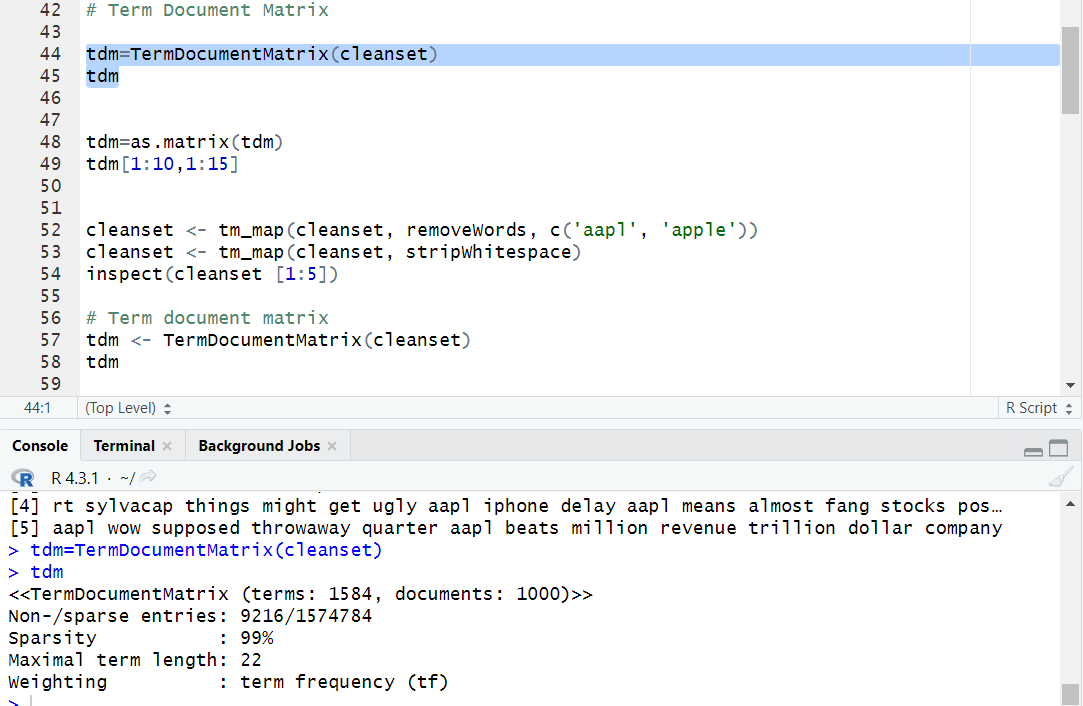 42 # Term Document Matrix
43
44 tdm=TermDocumentMatrix(cleanset)
45 tdm
46
47
48 tdm=as.matrix(tdm)
49 tdm[1:10,1:15]
50
51
52 cleanset <- tm_map(cleanset, removeWords, c('aapl', 'apple'))
53 cleanset <- tm_map(cleanset, stripWhitespace)
54 inspect(cleanset [1:5])
55
56 # Term document matrix
57 tdm <- TermDocumentMatrix(cleanset)
58 tdm
59
44:1 (Top Level) R Script
Console Terminal Background Jobs
R R 4.3.1 · ~/
[4] rt sylvacap things might get ugly aapl iphone delay aapl means almost fang stocks pos…
[5] aapl wow supposed throwaway quarter aapl beats million revenue trillion dollar company
> tdm=TermDocumentMatrix(cleanset)
> tdm
<<TermDocumentMatrix (terms: 1584, documents: 1000)>>
Non-/sparse entries: 9216/1574784
Sparsity           : 99%
Maximal term length: 22
Weighting          : term frequency (tf)
>